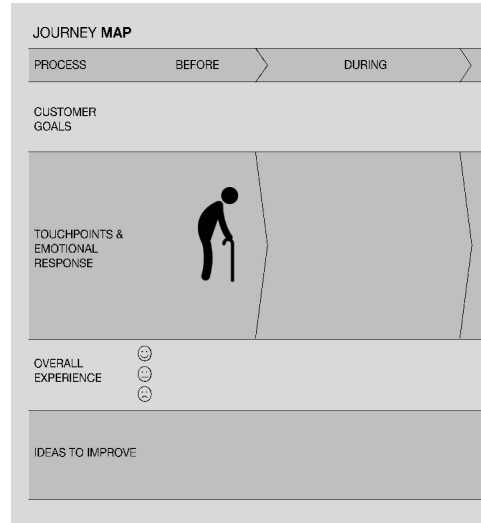 JOURNEY MAP
PROCESS BEFORE DURING
CUSTOMER
GOALS
TOUCHPOINTS &
EMOTIONAL
RESPONSE
OVERALL
EXPERIENCE
IDEAS TO IMPROVE